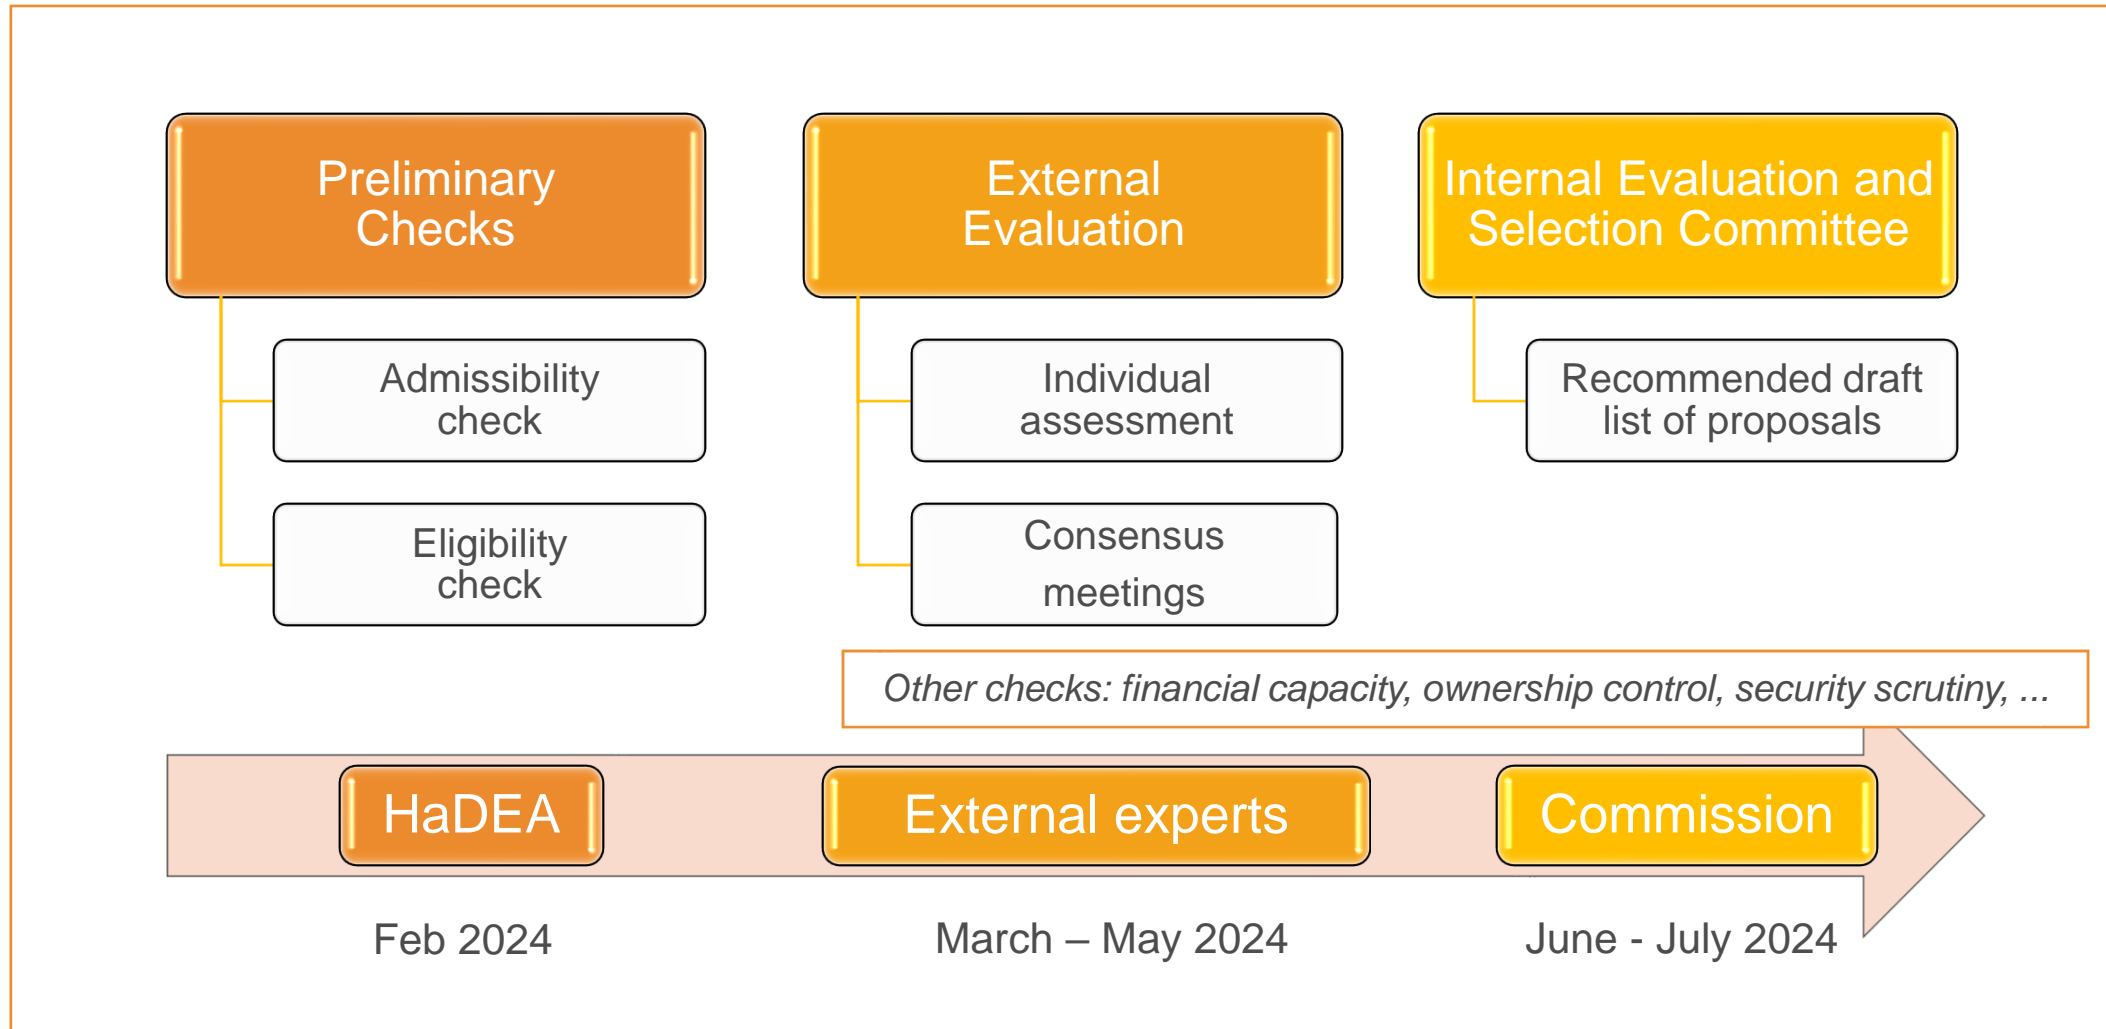 Preliminary
Checks
Admissibility
check
Eligibility
check
External
Evaluation
Individual
assessment
Consensus
meetings
Internal Evaluation and
Selection Committee
Recommended draft
list of proposals
Other checks: financial capacity, ownership control, security scrutiny, ...
HaDEA
External experts
Commission
Feb 2024
March – May 2024
June - July 2024